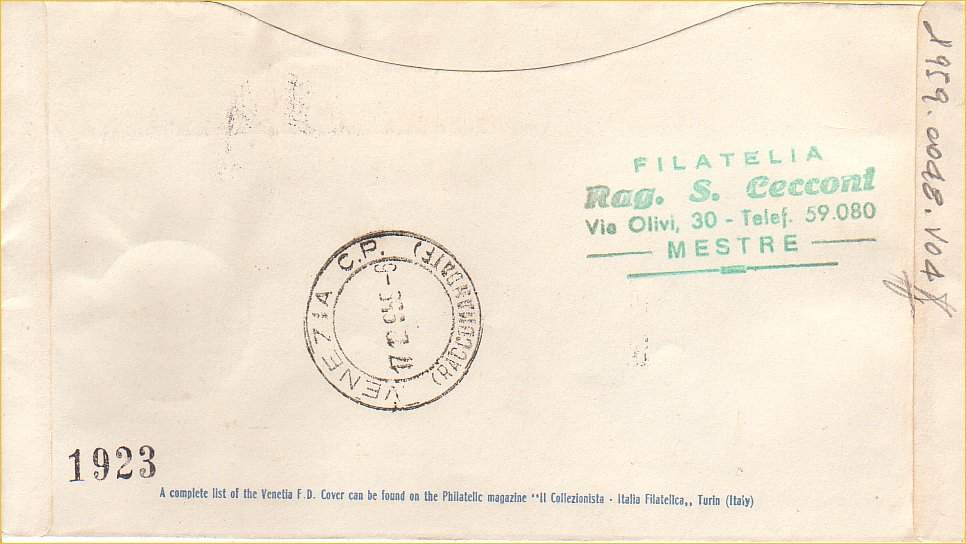 FILATELIA
Rag. S. Cecconi
Via Olivi, 30 - Telef. 59.080
MESTRE
VENEZIA C.P.
1923
A complete list of the Venetia F.D. Cover can be found on the Philatelic magazine "Il Collezionista - Italia Filatelica,, Turin (Italy)